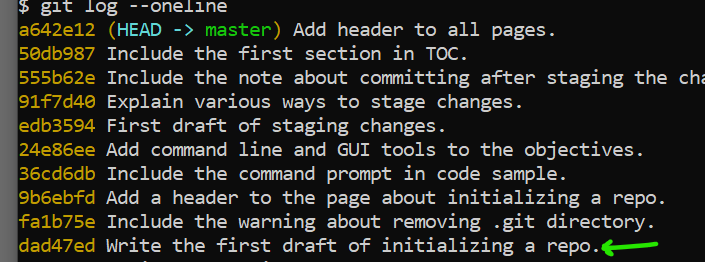 $ git log --oneline
a642e12 (HEAD -> master) Add header to all pages.
50db987 Include the first section in TOC.
555b62e Include the note about committing after staging the cha
91f7d40 Explain various ways to stage changes.
edb3594 First draft of staging changes.
24e86ee Add command line and GUI tools to the objectives.
36cd6db Include the command prompt in code sample.
9b6ebfd Add a header to the page about initializing a repo.
fa1b75e Include the warning about removing .git directory.
dad47ed Write the first draft of initializing a repo.